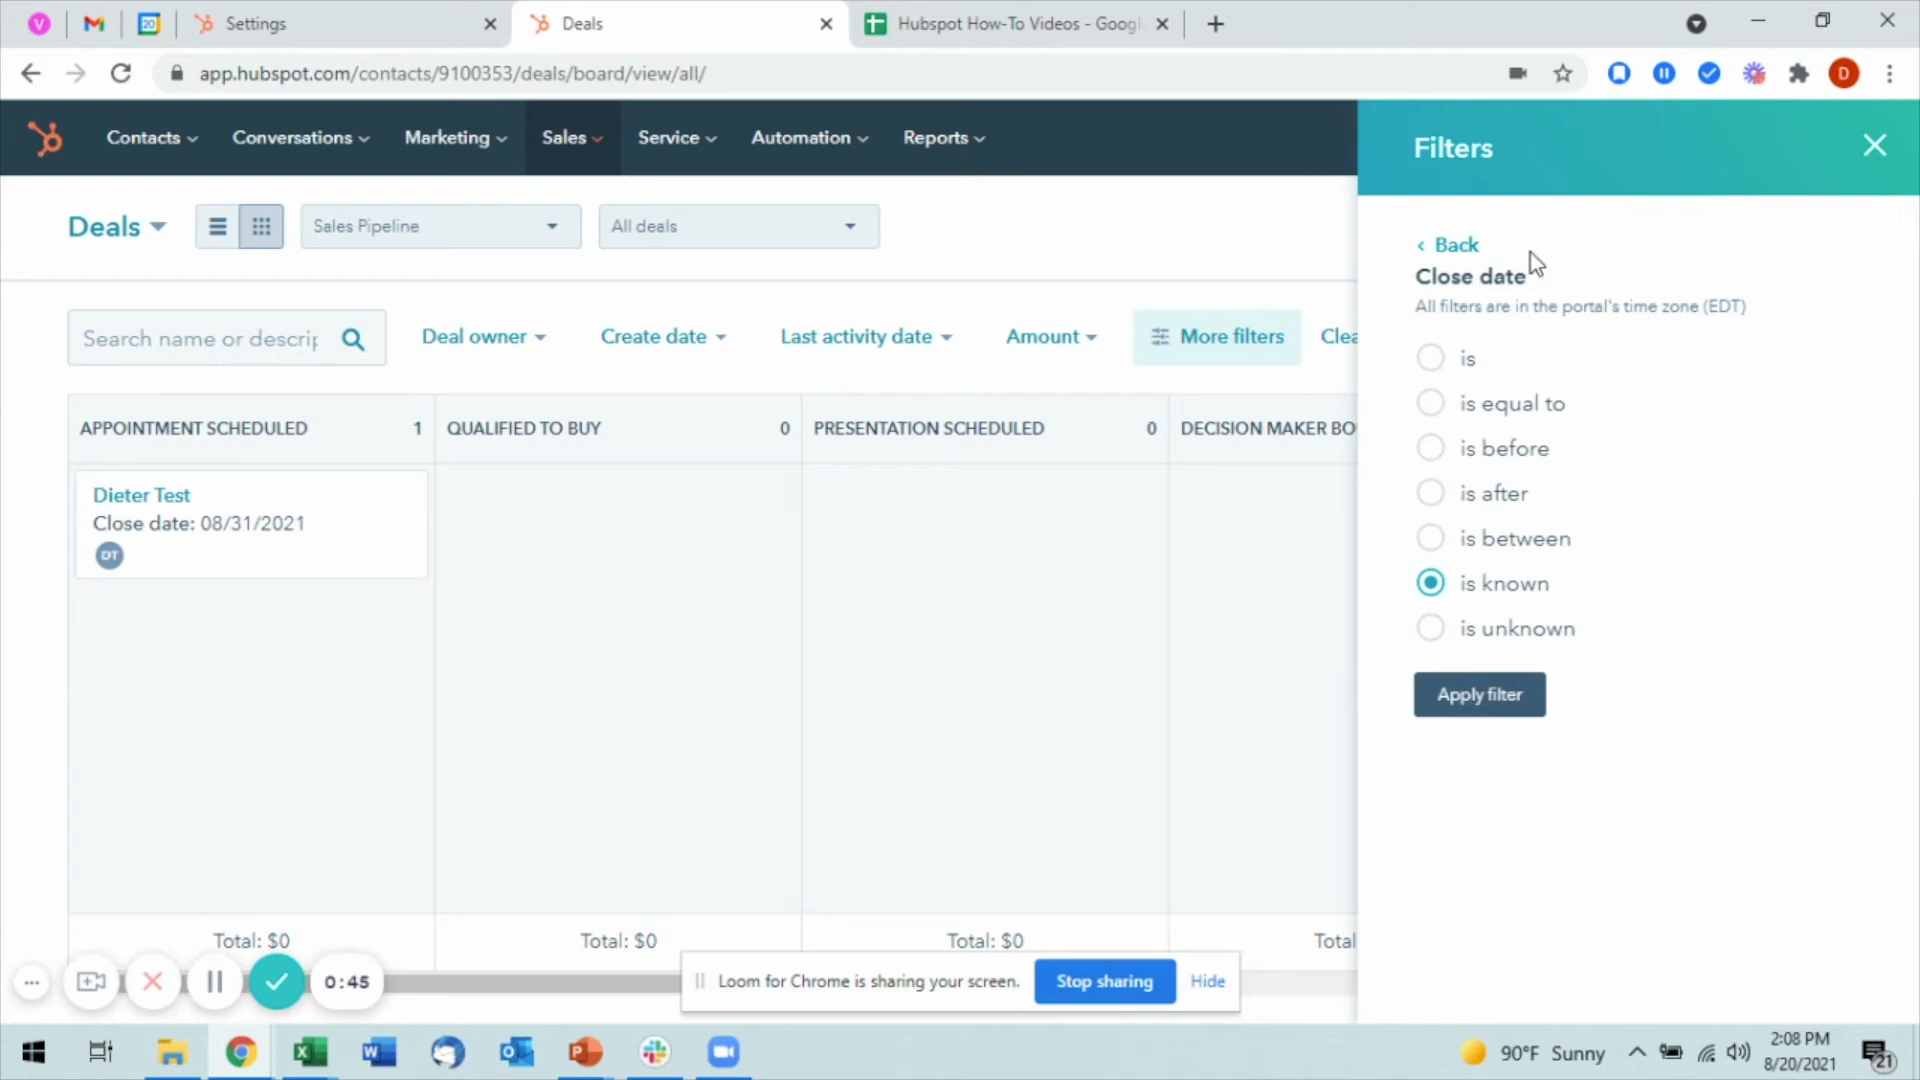 V
20
Settings
Deals
Hubspot How-To Videos - Googl
app.hubspot.com/contacts/9100353/deals/board/view/all/
D
Contacts
Conversations
Marketing
Sales
Service
Automation
Reports
Filters
Deals
Sales Pipeline
All deals
Back
Close date
All filters are in the portal's time zone (EDT)
Search name or descrip
Deal owner
Create date
Last activity date
Amount
More filters
Clea
is
is equal to
is before
is after
is between
is known
is unknown
Apply filter
APPOINTMENT SCHEDULED 1
QUALIFIED TO BUY 0
PRESENTATION SCHEDULED 0
DECISION MAKER BO
Dieter Test
Close date: 08/31/2021
DT
Total: $0
Total: $0
Total: $0
Total
0:45
Loom for Chrome is sharing your screen.
Stop sharing
Hide
90°F Sunny
2:08 PM
8/20/2021
21